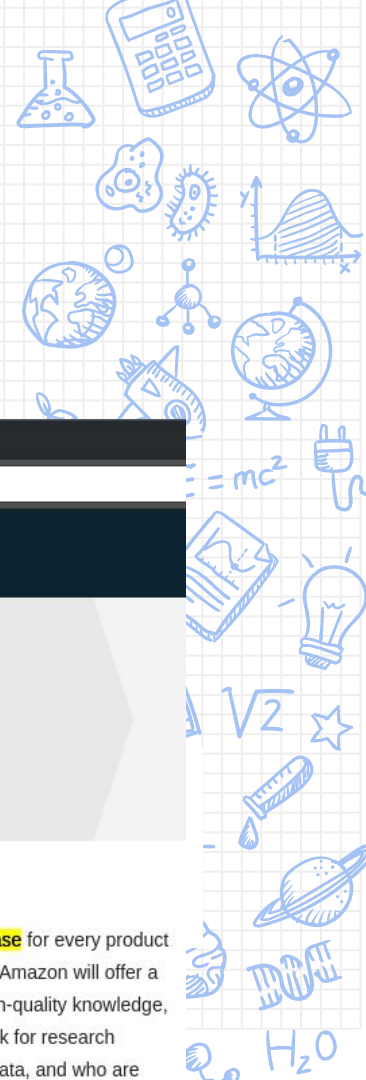 y
x
= mc²
√2
ase for every product
Amazon will offer a
h-quality knowledge,
k for research
ata, and who are
H₂O